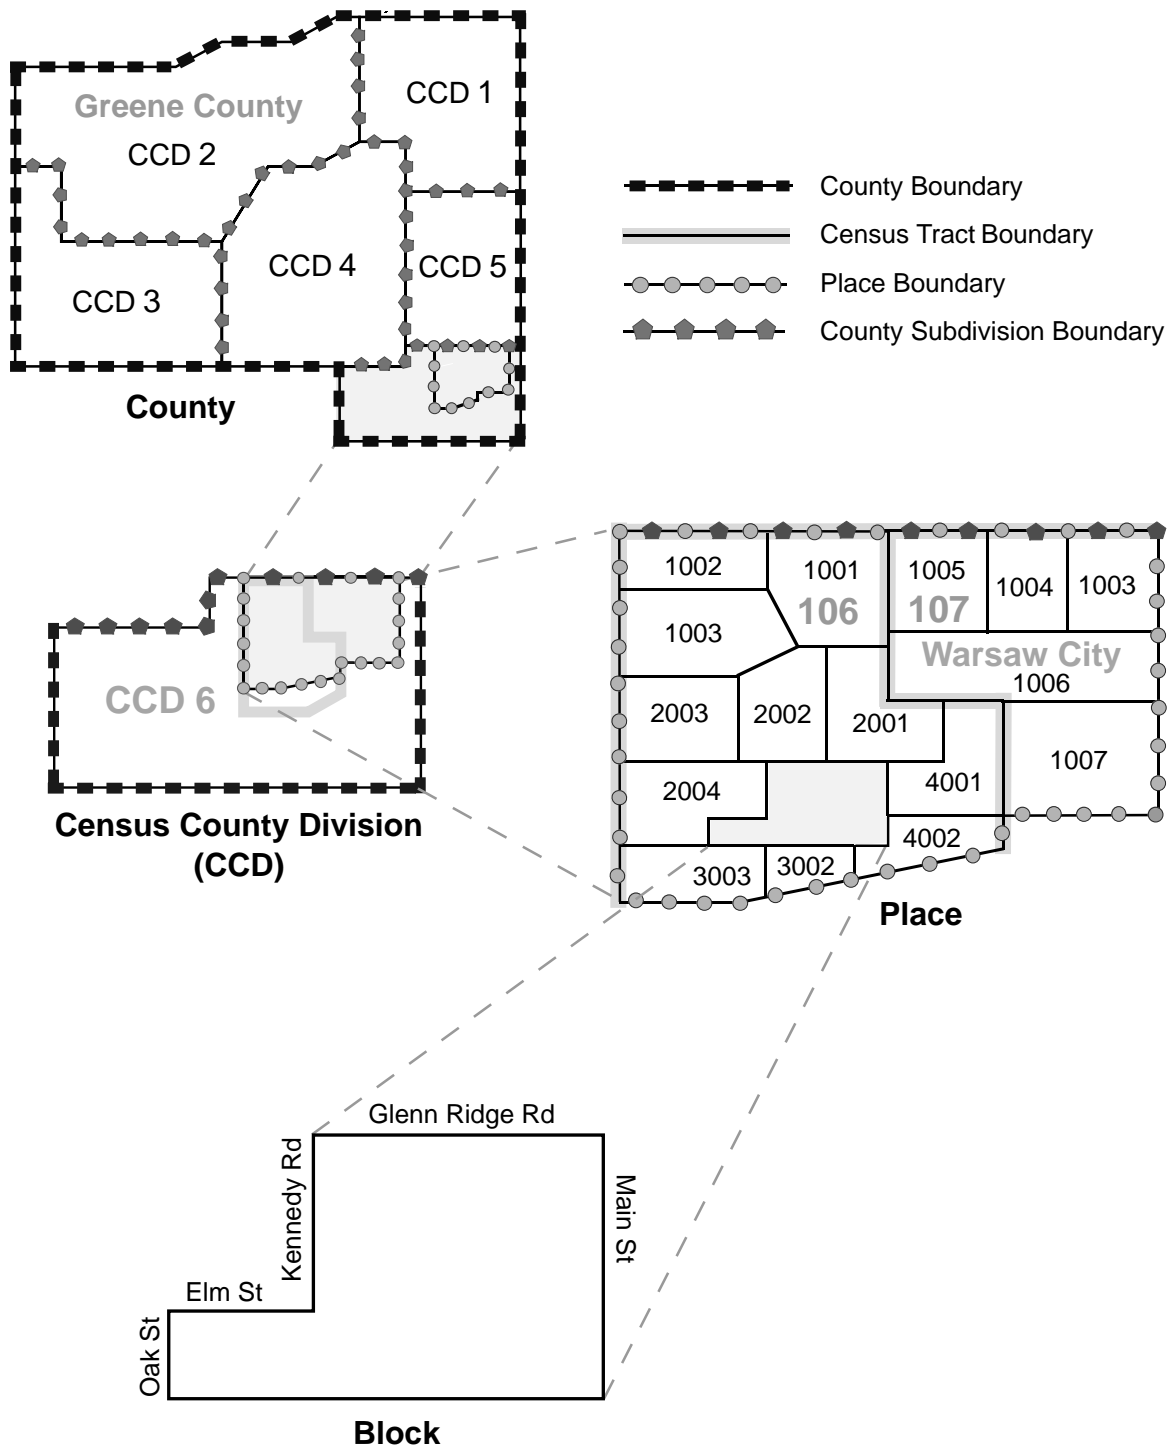 CCD 1
Greene County
CCD 2
CCD 4
CCD 5
CCD 3
County
County Boundary
Census Tract Boundary
Place Boundary
County Subdivision Boundary
CCD 6
Census County Division
(CCD)
1002
1001
1005
1004
1003
106
107
1003
Warsaw City
1006
2003
2002
2001
1007
2004
4001
4002
3003
3002
Place
Glenn Ridge Rd
Kennedy Rd
Main St
Elm St
Oak St
Block